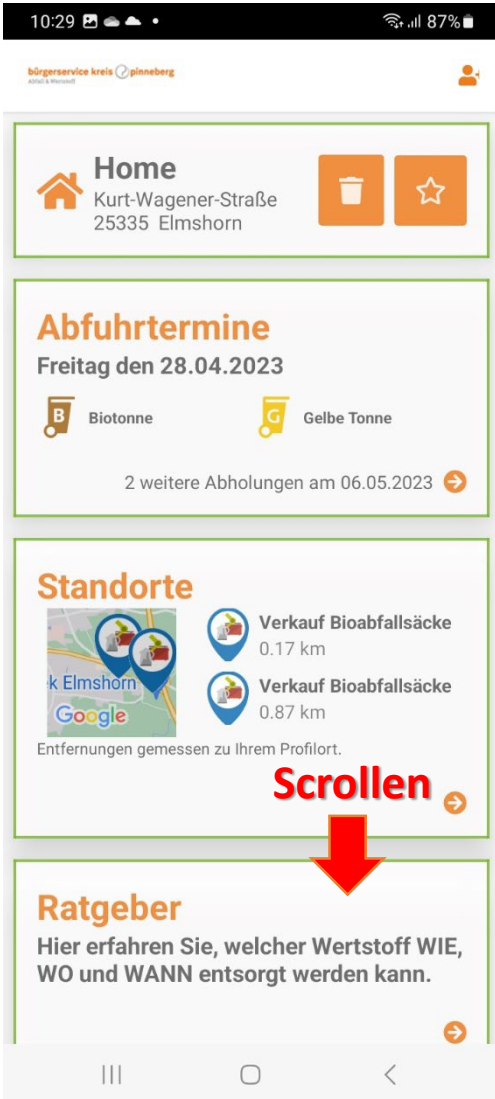 10:29 87%
bürgerservice kreis pinneberg
Abfall & Wertstoff
Home
Kurt-Wagener-Straße
25335 Elmshorn
Abfuhrtermine
Freitag den 28.04.2023
B Biotonne G Gelbe Tonne
2 weitere Abholungen am 06.05.2023
Standorte
Verkauf Bioabfallsäcke
0.17 km
k Elmshorn
Verkauf Bioabfallsäcke
0.87 km
Google
Entfernungen gemessen zu Ihrem Profilort.
Scrollen
Ratgeber
Hier erfahren Sie, welcher Wertstoff WIE,
WO und WANN entsorgt werden kann.